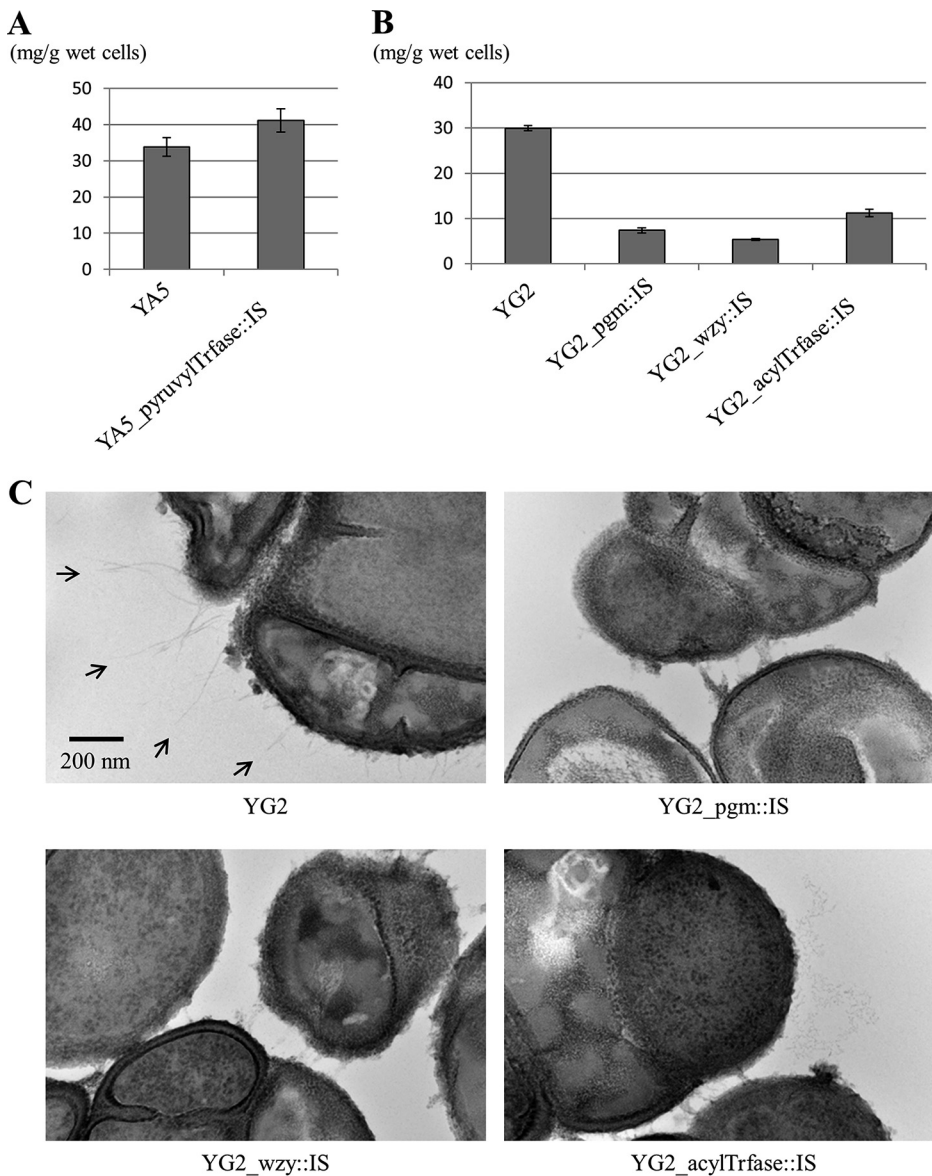 A
(mg/g wet cells)
50
40
30
20
10
0
YA5
YA5_pyruvylTrfase::IS
B
(mg/g wet cells)
40
30
20
10
0
YG2
YG2_pgm::IS
YG2_wzy::IS
YG2_acylTrfase::IS
C
200 nm
YG2
YG2_pgm::IS
YG2_wzy::IS
YG2_acylTrfase::IS